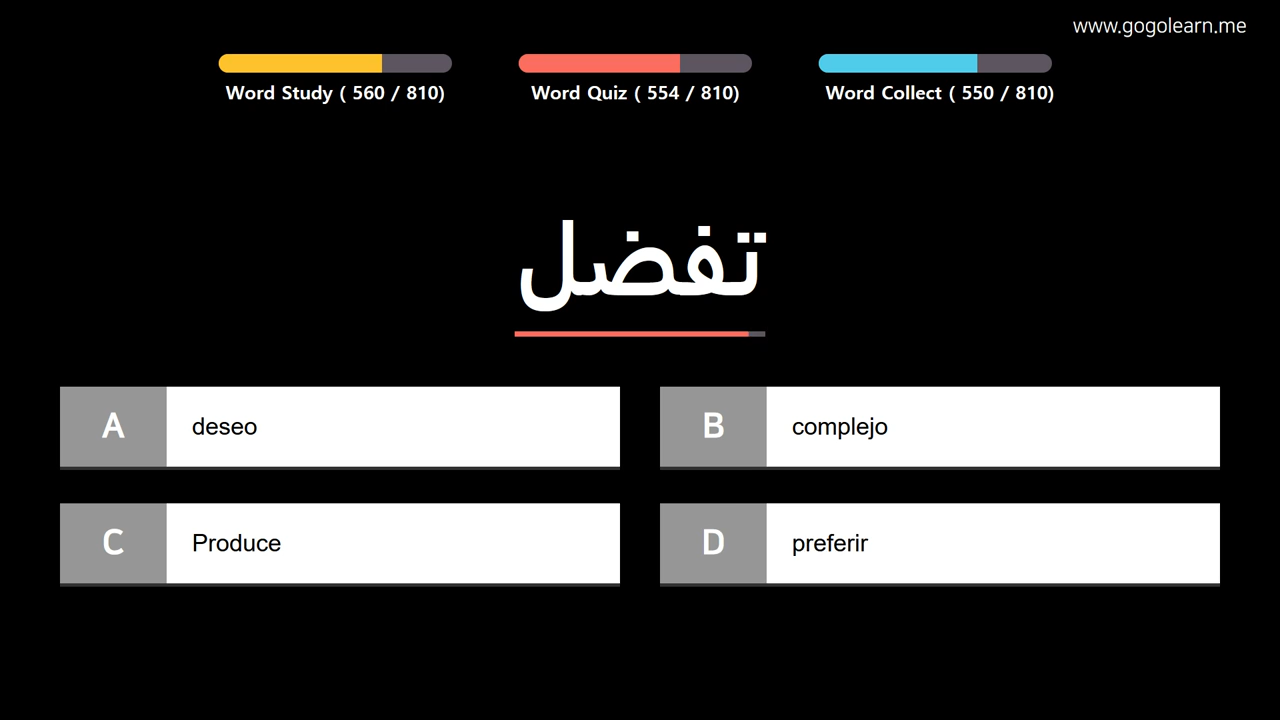 www.gogolearn.me
Word Study ( 560 / 810)
Word Quiz ( 554 / 810)
Word Collect ( 550 / 810)
تفضل
A deseo
B complejo
C Produce
D preferir